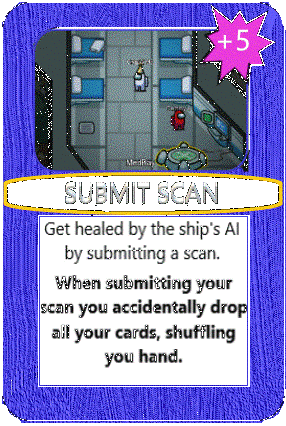 +5
MedBay
SUBMIT SCAN
Get healed by the ship's AI
by submitting a scan.
When submitting your
scan you accidentally drop
all your cards, shuffling
you hand.